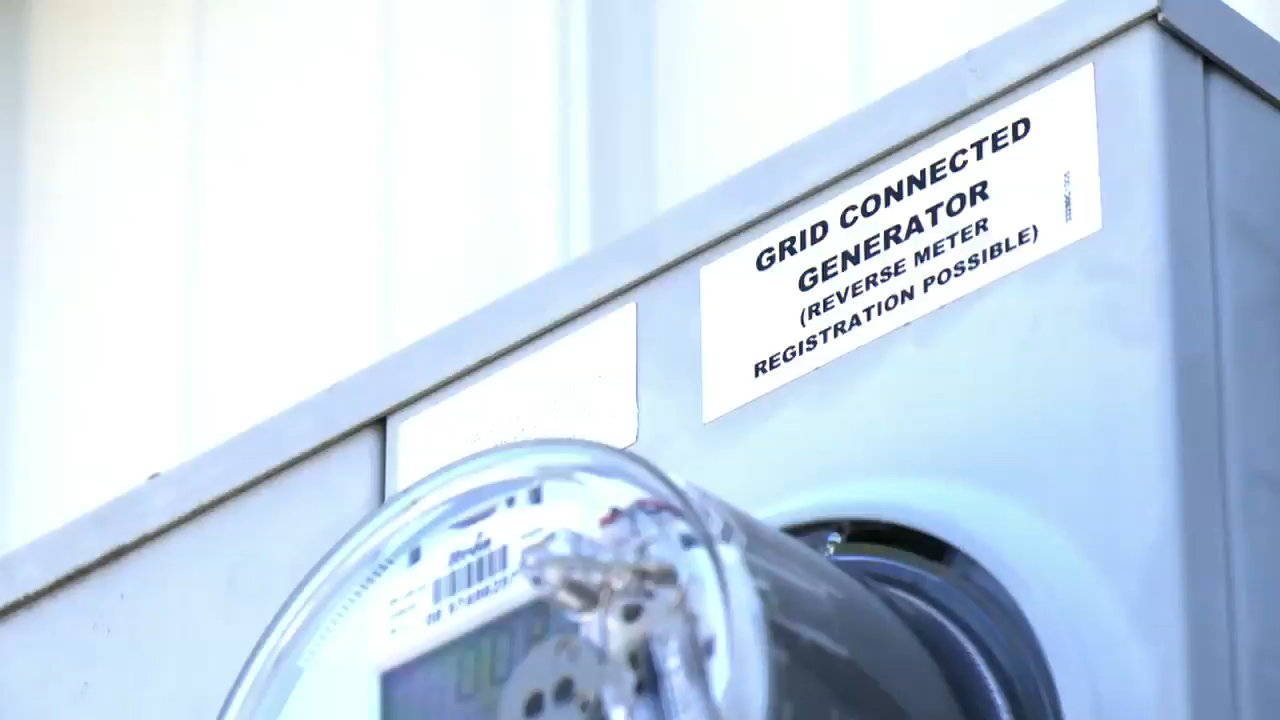 GRID CONNECTED
GENERATOR
(REVERSE METER
REGISTRATION POSSIBLE)